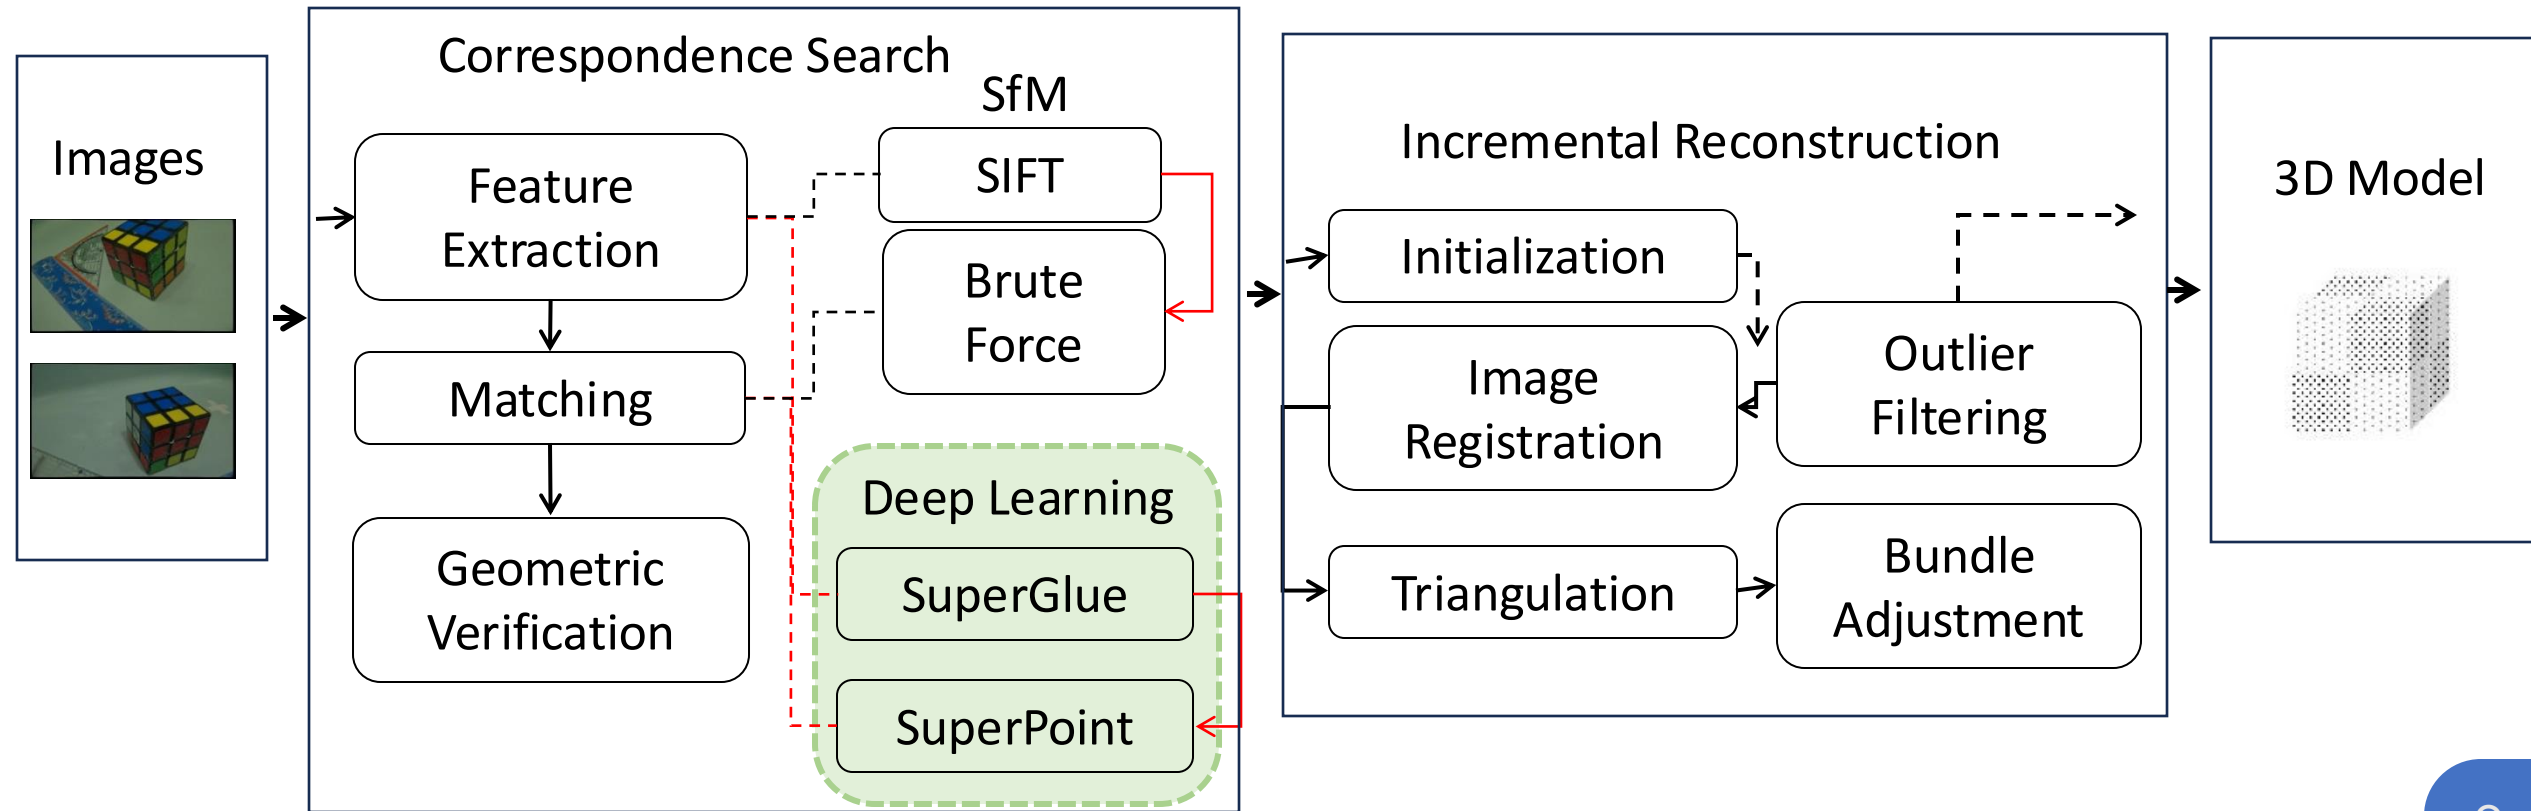 Images
Correspondence Search
SfM
Feature
Extraction
SIFT
Brute
Force
Matching
Geometric
Verification
Deep Learning
SuperGlue
SuperPoint
Incremental Reconstruction
Initialization
Image
Registration
Outlier
Filtering
Triangulation
Bundle
Adjustment
3D Model